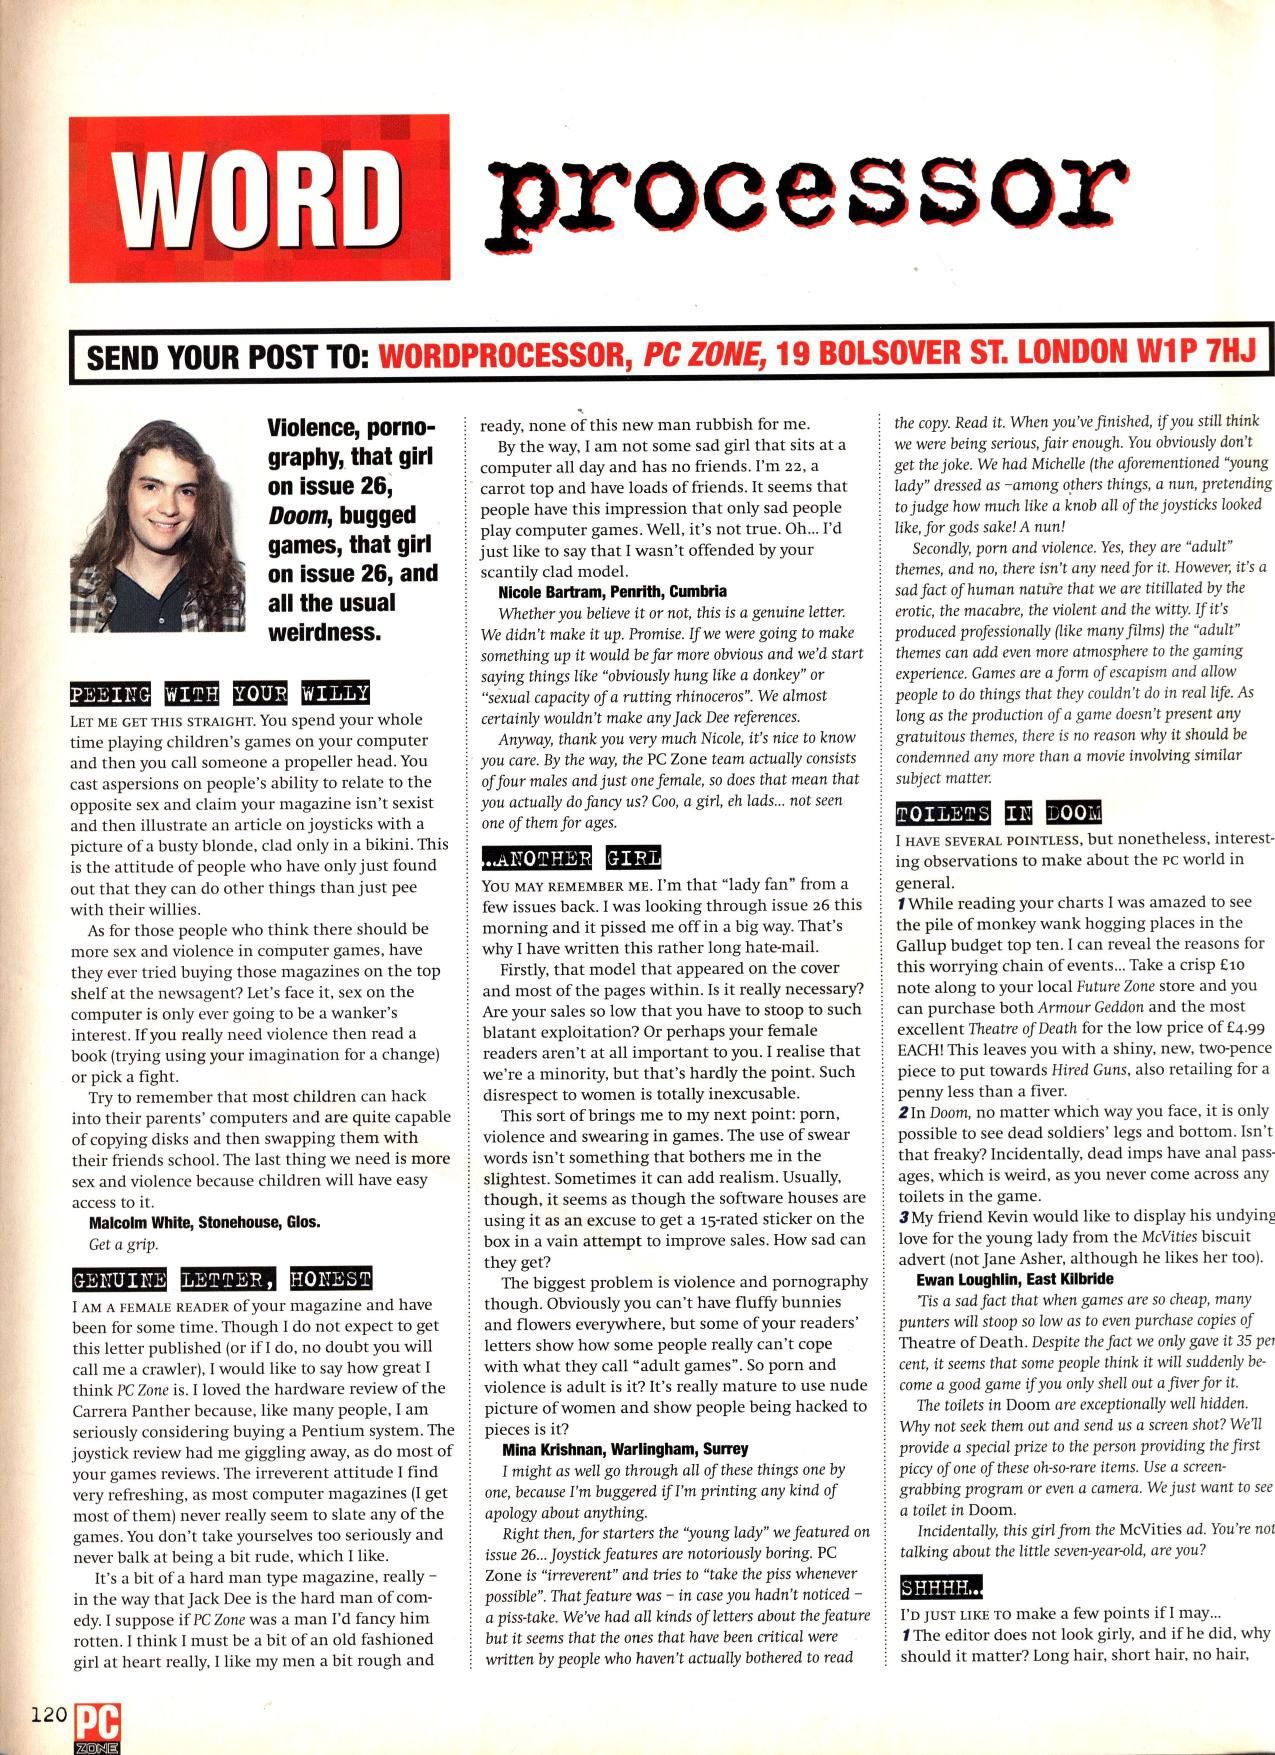 WORD processor
SEND YOUR POST TO: WORDPROCESSOR, PC ZONE, 19 BOLSOVER ST. LONDON W1P 7HJ
Violence, porno-
graphy, that girl
on issue 26,
Doom, bugged
games, that girl
on issue 26, and
all the usual
weirdness.
PEEING WITH YOUR WILLY
LET ME GET THIS STRAIGHT. You spend your whole
time playing children's games on your computer
and then you call someone a propeller head. You
cast aspersions on people's ability to relate to the
opposite sex and claim your magazine isn't sexist
and then illustrate an article on joysticks with a
picture of a busty blonde, clad only in a bikini. This
is the attitude of people who have only just found
out that they can do other things than just pee
with their willies.
As for those people who think there should be
more sex and violence in computer games, have
they ever tried buying those magazines on the top
shelf at the newsagent? Let's face it, sex on the
computer is only ever going to be a wanker's
interest. If you really need violence then read a
book (trying using your imagination for a change)
or pick a fight.
Try to remember that most children can hack
into their parents' computers and are quite capable
of copying disks and then swapping them with
their friends school. The last thing we need is more
sex and violence because children will have easy
access to it.
Malcolm White, Stonehouse, Glos.
Get a grip.
GENUINE LETTER, HONEST
I AM A FEMALE READER of your magazine and have
been for some time. Though I do not expect to get
this letter published (or if I do, no doubt you will
call me a crawler), I would like to say how great I
think PC Zone is. I loved the hardware review of the
Carrera Panther because, like many people, I am
seriously considering buying a Pentium system. The
joystick review had me giggling away, as do most of
your games reviews. The irreverent attitude I find
very refreshing, as most computer magazines (I get
most of them) never really seem to slate any of the
games. You don't take yourselves too seriously and
never balk at being a bit rude, which I like.
It's a bit of a hard man type magazine, really –
in the way that Jack Dee is the hard man of com-
edy. I suppose if PC Zone was a man I'd fancy him
rotten. I think I must be a bit of an old fashioned
girl at heart really, I like my men a bit rough and
ready, none of this new man rubbish for me.
By the way, I am not some sad girl that sits at a
computer all day and has no friends. I'm 22, a
carrot top and have loads of friends. It seems that
people have this impression that only sad people
play computer games. Well, it's not true. Oh... I'd
just like to say that I wasn't offended by your
scantily clad model.
Nicole Bartram, Penrith, Cumbria
Whether you believe it or not, this is a genuine letter.
We didn't make it up. Promise. If we were going to make
something up it would be far more obvious and we'd start
saying things like "obviously hung like a donkey" or
"sexual capacity of a rutting rhinoceros". We almost
certainly wouldn't make any Jack Dee references.
Anyway, thank you very much Nicole, it's nice to know
you care. By the way, the PC Zone team actually consists
of four males and just one female, so does that mean that
you actually do fancy us? Coo, a girl, eh lads... not seen
one of them for ages.
...ANOTHER GIRL
YOU MAY REMEMBER ME. I'm that "lady fan" from a
few issues back. I was looking through issue 26 this
morning and it pissed me off in a big way. That's
why I have written this rather long hate-mail.
Firstly, that model that appeared on the cover
and most of the pages within. Is it really necessary?
Are your sales so low that you have to stoop to such
blatant exploitation? Or perhaps your female
readers aren't at all important to you. I realise that
we're a minority, but that's hardly the point. Such
disrespect to women is totally inexcusable.
This sort of brings me to my next point: porn,
violence and swearing in games. The use of swear
words isn't something that bothers me in the
slightest. Sometimes it can add realism. Usually,
though, it seems as though the software houses are
using it as an excuse to get a 15-rated sticker on the
box in a vain attempt to improve sales. How sad can
they get?
The biggest problem is violence and pornography
though. Obviously you can't have fluffy bunnies
and flowers everywhere, but some of your readers'
letters show how some people really can't cope
with what they call "adult games". So porn and
violence is adult is it? It's really mature to use nude
picture of women and show people being hacked to
pieces is it?
Mina Krishnan, Warlingham, Surrey
I might as well go through all of these things one by
one, because I'm buggered if I'm printing any kind of
apology about anything.
Right then, for starters the "young lady" we featured on
issue 26... Joystick features are notoriously boring. PC
Zone is "irreverent" and tries to "take the piss whenever
possible". That feature was – in case you hadn't noticed –
a piss-take. We've had all kinds of letters about the feature
but it seems that the ones that have been critical were
written by people who haven't actually bothered to read
the copy. Read it. When you've finished, if you still think
we were being serious, fair enough. You obviously don't
get the joke. We had Michelle (the aforementioned "young
lady" dressed as –among others things, a nun, pretending
to judge how much like a knob all of the joysticks looked
like, for gods sake! A nun!
Secondly, porn and violence. Yes, they are "adult"
themes, and no, there isn't any need for it. However, it's a
sad fact of human nature that we are titillated by the
erotic, the macabre, the violent and the witty. If it's
produced professionally (like many films) the "adult"
themes can add even more atmosphere to the gaming
experience. Games are a form of escapism and allow
people to do things that they couldn't do in real life. As
long as the production of a game doesn't present any
gratuitous themes, there is no reason why it should be
condemned any more than a movie involving similar
subject matter.
TOILETS IN DOOM
I HAVE SEVERAL POINTLESS, but nonetheless, interest-
ing observations to make about the PC world in
general.
1 While reading your charts I was amazed to see
the pile of monkey wank hogging places in the
Gallup budget top ten. I can reveal the reasons for
this worrying chain of events... Take a crisp £10
note along to your local Future Zone store and you
can purchase both Armour Geddon and the most
excellent Theatre of Death for the low price of £4.99
EACH! This leaves you with a shiny, new, two-pence
piece to put towards Hired Guns, also retailing for a
penny less than a fiver.
2 In Doom, no matter which way you face, it is only
possible to see dead soldiers' legs and bottom. Isn't
that freaky? Incidentally, dead imps have anal pass-
ages, which is weird, as you never come across any
toilets in the game.
3 My friend Kevin would like to display his undying
love for the young lady from the McVities biscuit
advert (not Jane Asher, although he likes her too).
Ewan Loughlin, East Kilbride
'Tis a sad fact that when games are so cheap, many
punters will stoop so low as to even purchase copies of
Theatre of Death. Despite the fact we only gave it 35 per
cent, it seems that some people think it will suddenly be-
come a good game if you only shell out a fiver for it.
The toilets in Doom are exceptionally well hidden.
Why not seek them out and send us a screen shot? We'll
provide a special prize to the person providing the first
piccy of one of these oh-so-rare items. Use a screen-
grabbing program or even a camera. We just want to see
a toilet in Doom.
Incidentally, this girl from the McVities ad. You're not
talking about the little seven-year-old, are you?
SHHHH...
I'D JUST LIKE TO make a few points if I may...
1 The editor does not look girly, and if he did, why
should it matter? Long hair, short hair, no hair,
120 PC ZONE